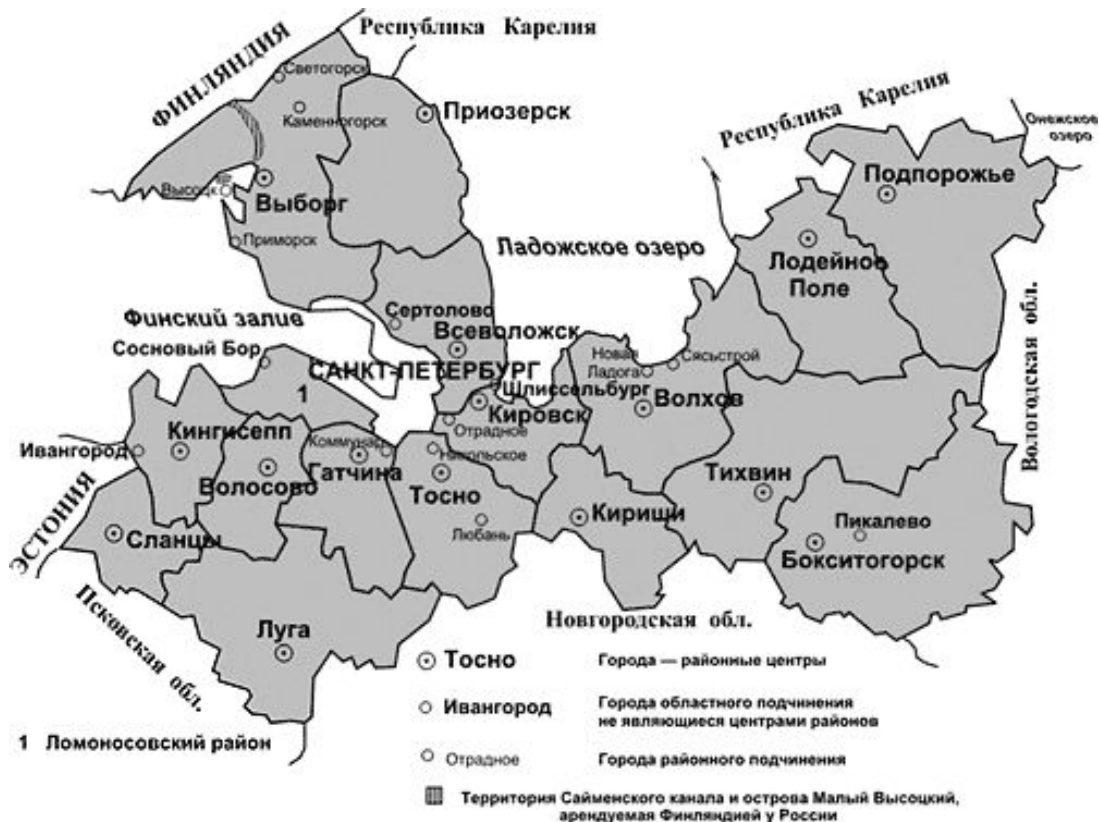 Республика Карелия
ФИНЛЯНДИЯ
Светогорск
Каменногорск
Приозерск
Республика Карелия
Онежское
озеро
Подпорожье
Высоцк
Выборг
Приморск
Ладожское озеро
Лодейное
Поле
Финский залив
Сертолово
Всеволожск
Вологодская обл.
Сосновый Бор
САНКТ-ПЕТЕРБУРГ
Новая
Ладога
Сясьстрой
1
Шлиссельбург
Кировск
Волхов
Отрадное
Кингисепп
Коммунар
Никольское
Ивангород
Гатчина
Волосово
Тосно
Тихвин
ЭСТОНИЯ
Сланцы
Любань
Кириши
Пикалево
Бокситогорск
Псковская обл.
Новгородская обл.
Луга
Тосно
Города — районные центры
Ивангород
Города областного подчинения
не являющиеся центрами районов
1 Ломоносовский район
Отрадное
Города районного подчинения
Территория Сайменского канала и острова Малый Высоцкий,
арендуемая Финляндией у России